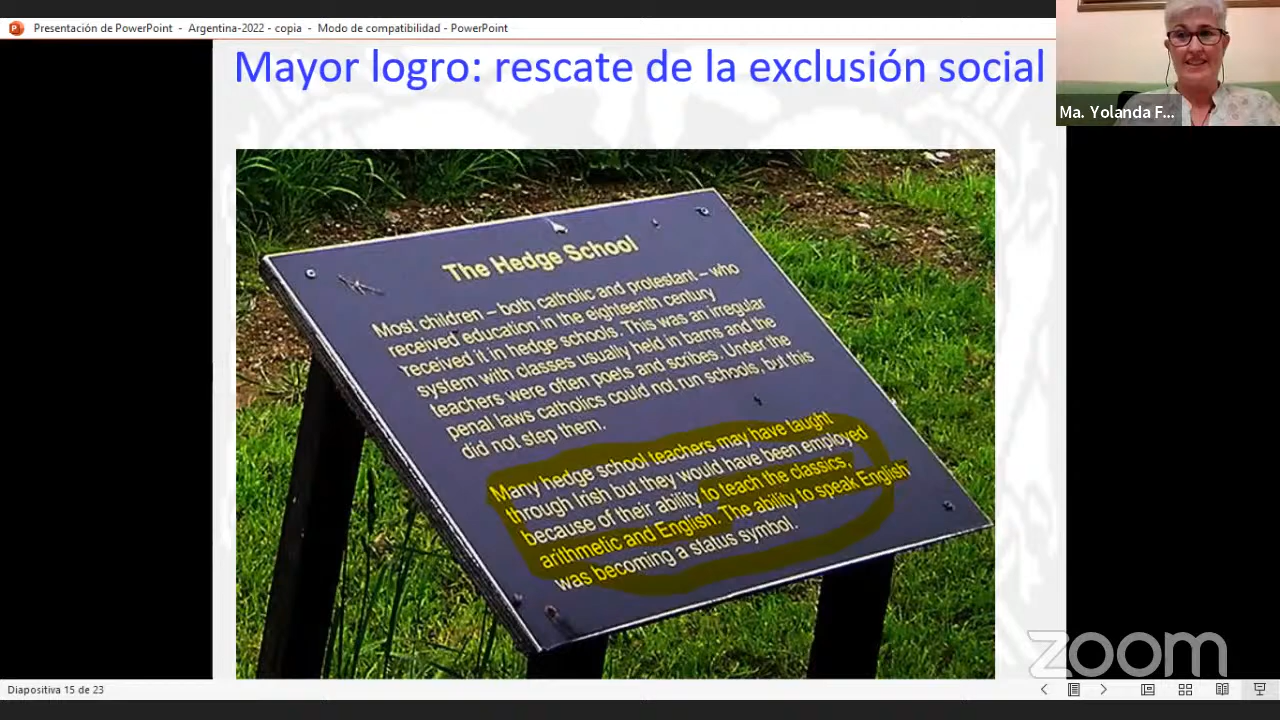 Presentación de PowerPoint - Argentina-2022 - copia - Modo de compatibilidad - PowerPoint
Mayor logro: rescate de la exclusión social
Ma. Yolanda F...
The Hedge School
Most children – both catholic and protestant – who
received education in the eighteenth century
received it in hedge schools. This was an irregular
system with classes usually held in barns and the
teachers were often poets and scribes. Under the
penal laws catholics could not run schools, but this
did not step them.
Many hedge school teachers may have taught
through Irish but they would have been employed
because of their ability to teach the classics,
arithmetic and English. The ability to speak English
was becoming a status symbol.
zoom
Diapositiva 15 de 23